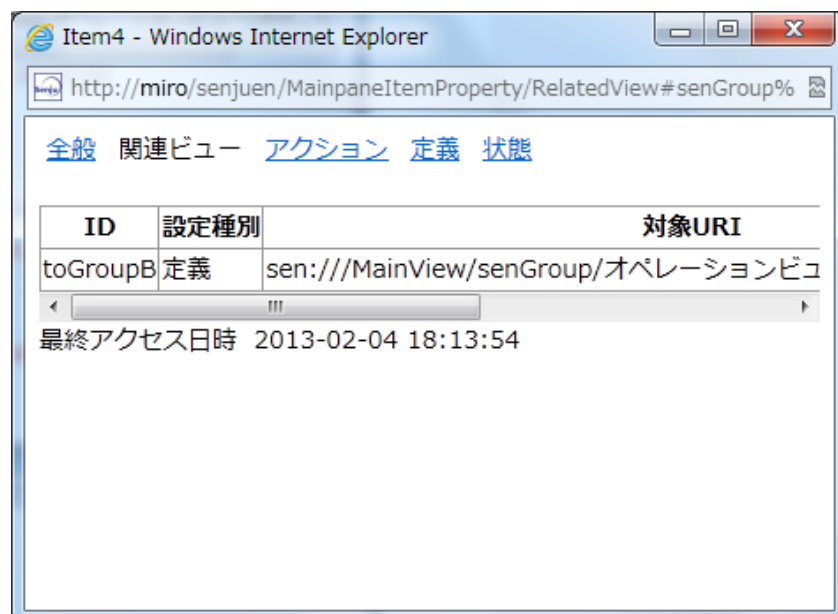 Item4 - Windows Internet Explorer
http://miro/senjuen/MainpaneItemProperty/RelatedView#senGroup%
全般 関連ビュー アクション 定義 状態
ID 設定種別 対象URI
toGroupB 定義 sen:///MainView/senGroup/オペレーションビュ
最終アクセス日時 2013-02-04 18:13:54